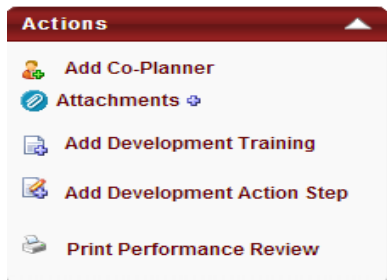 Actions
Add Co-Planner
Attachments
Add Development Training
Add Development Action Step
Print Performance Review